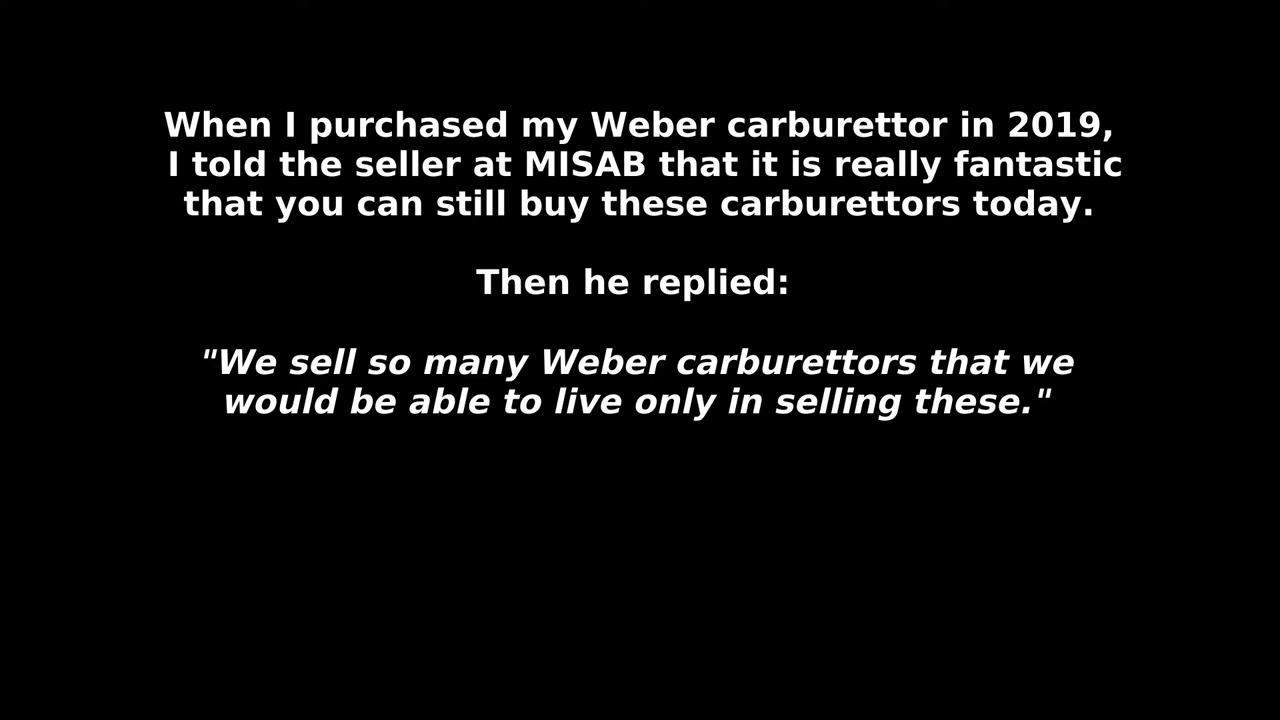 When I purchased my Weber carburettor in 2019,
I told the seller at MISAB that it is really fantastic
that you can still buy these carburettors today.
Then he replied:
"We sell so many Weber carburettors that we
would be able to live only in selling these."